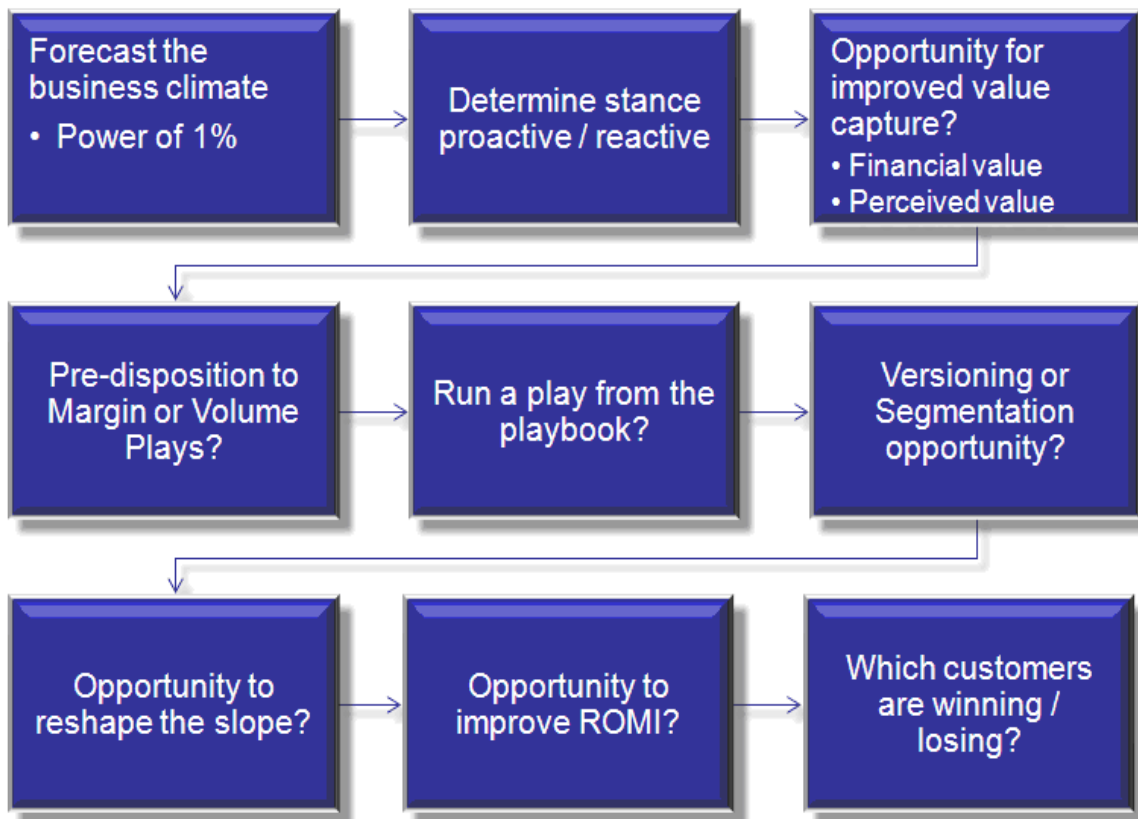 Forecast the
business climate
• Power of 1%
Determine stance
proactive / reactive
Opportunity for
improved value
capture?
• Financial value
• Perceived value
Pre-disposition to
Margin or Volume
Plays?
Run a play from the
playbook?
Versioning or
Segmentation
opportunity?
Opportunity to
reshape the slope?
Opportunity to
improve ROMI?
Which customers
are winning /
losing?